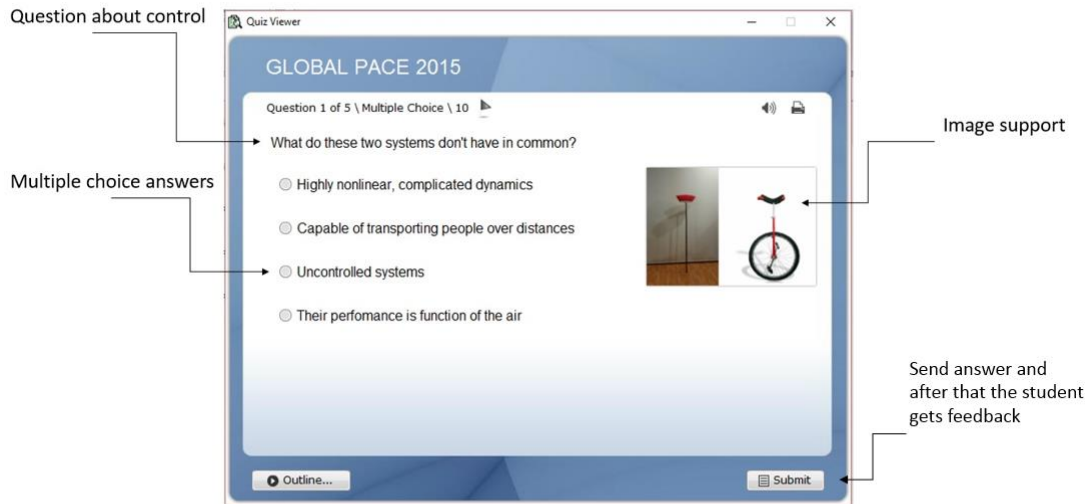 Question about control
Quiz Viewer
GLOBAL PACE 2015
Question 1 of 5 \ Multiple Choice \ 10
What do these two systems don't have in common?
Image support
Multiple choice answers
Highly nonlinear, complicated dynamics
Capable of transporting people over distances
Uncontrolled systems
Their perfomance is function of the air
Send answer and
after that the student
gets feedback
Outline...
Submit